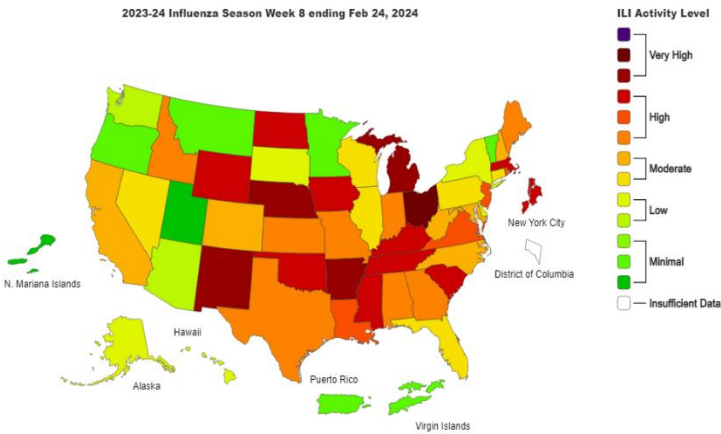 2023-24 Influenza Season Week 8 ending Feb 24, 2024
ILI Activity Level
Very High
High
Moderate
Low
Minimal
Insufficient Data
New York City
District of Columbia
N. Mariana Islands
Hawaii
Alaska
Puerto Rico
Virgin Islands